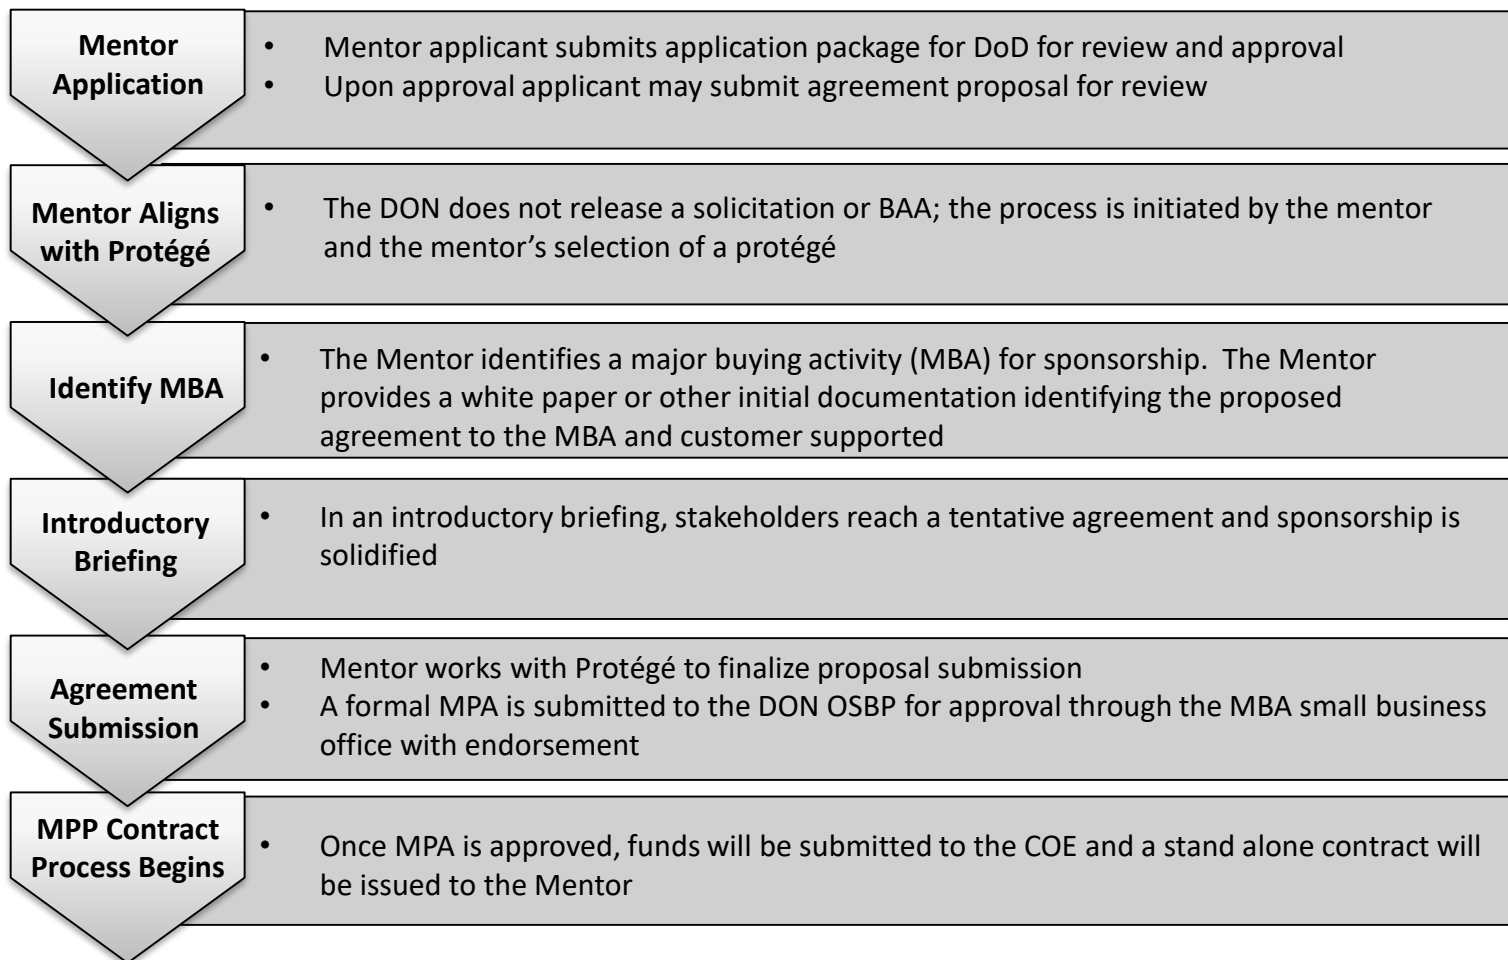 Mentor
Application
• Mentor applicant submits application package for DoD for review and approval
• Upon approval applicant may submit agreement proposal for review
Mentor Aligns
with Protégé
• The DON does not release a solicitation or BAA; the process is initiated by the mentor
and the mentor’s selection of a protégé
Identify MBA
• The Mentor identifies a major buying activity (MBA) for sponsorship.  The Mentor
provides a white paper or other initial documentation identifying the proposed
agreement to the MBA and customer supported
Introductory
Briefing
• In an introductory briefing, stakeholders reach a tentative agreement and sponsorship is
solidified
Agreement
Submission
• Mentor works with Protégé to finalize proposal submission
• A formal MPA is submitted to the DON OSBP for approval through the MBA small business
office with endorsement
MPP Contract
Process Begins
• Once MPA is approved, funds will be submitted to the COE and a stand alone contract will
be issued to the Mentor